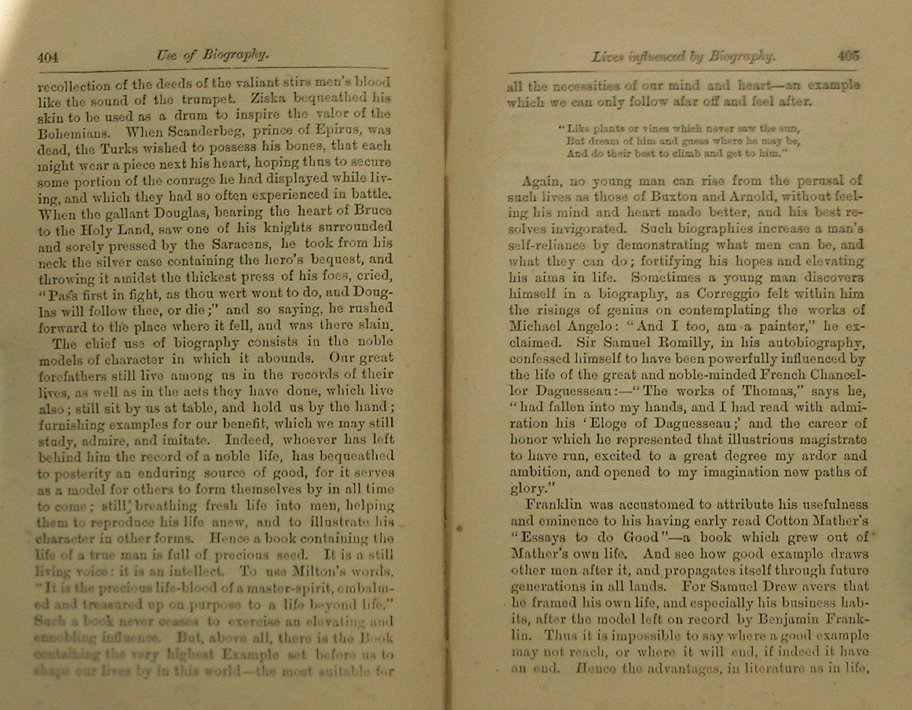 404
Use of Biography.
recollection of the deeds of the valiant stirs men's blood
like the sound of the trumpet. Ziska bequeathed his
skin to be used as a drum to inspire the valor of the
Bohemians. When Scanderbeg, prince of Epirus, was
dead, the Turks wished to possess his bones, that each
might wear a piece next his heart, hoping thus to secure
some portion of the courage he had displayed while liv-
ing, and which they had so often experienced in battle.
When the gallant Douglas, bearing the heart of Bruce
to the Holy Land, saw one of his knights surrounded
and sorely pressed by the Saracens, he took from his
neck the silver case containing the hero's bequest, and
throwing it amidst the thickest press of his foes, cried,
"Pass first in fight, as thou wert wont to do, and Doug-
las will follow thee, or die;" and so saying, he rushed
forward to the place where it fell, and was there slain.
The chief use of biography consists in the noble
models of character in which it abounds. Our great
forefathers still live among us in the records of their
lives, as well as in the acts they have done, which live
also; still sit by us at table, and hold us by the hand;
furnishing examples for our benefit, which we may still
study, admire, and imitate. Indeed, whoever has left
behind him the record of a noble life, has bequeathed
to posterity an enduring source of good, for it serves
as a model for others to form themselves by in all time
to come; still breathing fresh life into men, helping
them to reproduce his life anew, and to illustrate his
character in other forms. Hence a book containing the
life of a true man is full of precious seed. It is a still
living voice: it is an intellect. To use Milton's words,
"It is the precious life-blood of a master-spirit, embalm-
ed and treasured up on purpose to a life beyond life."
Such a book never ceases to exercise an elevating and
ennobling influence. But, above all, there is the Book
containing the very highest Example set before us to
shape our lives by in this world—the most suitable for
Lives influenced by Biography.
405
all the necessities of our mind and heart—an example
which we can only follow afar off and feel after.
"Like plants or vines which never saw the sun,
But dream of him and guess where he may be,
And do their best to climb and get to him."
Again, no young man can rise from the perusal of
such lives as those of Buxton and Arnold, without feel-
ing his mind and heart made better, and his best re-
solves invigorated. Such biographies increase a man's
self-reliance by demonstrating what men can be, and
what they can do; fortifying his hopes and elevating
his aims in life. Sometimes a young man discovers
himself in a biography, as Correggio felt within him
the risings of genius on contemplating the works of
Michael Angelo: "And I too, am a painter," he ex-
claimed. Sir Samuel Romilly, in his autobiography,
confessed himself to have been powerfully influenced by
the life of the great and noble-minded French Chancel-
lor Daguesseau:—"The works of Thomas," says he,
"had fallen into my hands, and I had read with admi-
ration his 'Eloge of Daguesseau;' and the career of
honor which he represented that illustrious magistrate
to have run, excited to a great degree my ardor and
ambition, and opened to my imagination new paths of
glory."
Franklin was accustomed to attribute his usefulness
and eminence to his having early read Cotton Mather's
"Essays to do Good"—a book which grew out of
Mather's own life. And see how good example draws
other men after it, and propagates itself through future
generations in all lands. For Samuel Drew avers that
he framed his own life, and especially his business hab-
its, after the model left on record by Benjamin Frank-
lin. Thus it is impossible to say where a good example
may not reach, or where it will end, if indeed it have
an end. Hence the advantages, in literature as in life,